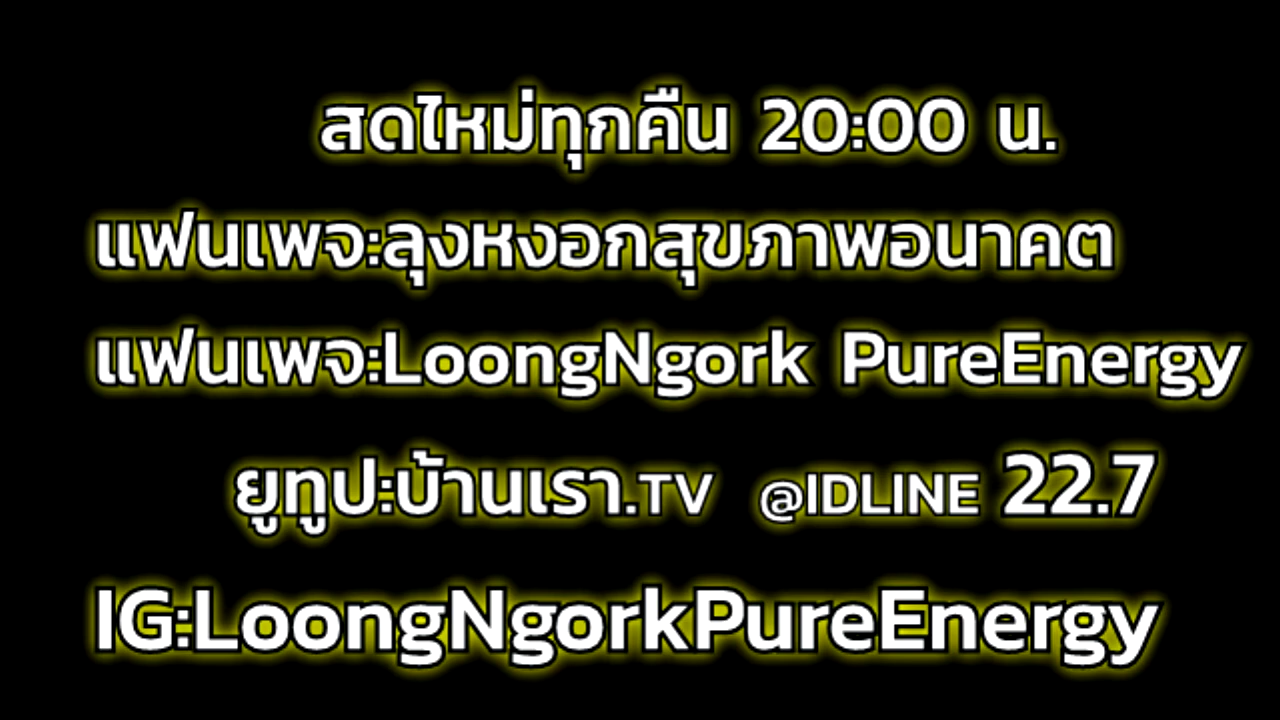 สดไหม่ทุกคืน 20:00 น.
แฟนเพจ:ลุงหงอกสุขภาพอนาคต
แฟนเพจ:LoongNgork PureEnergy
ยูทูป:บ้านเรา.TV @IDLINE 22.7
IG:LoongNgorkPureEnergy